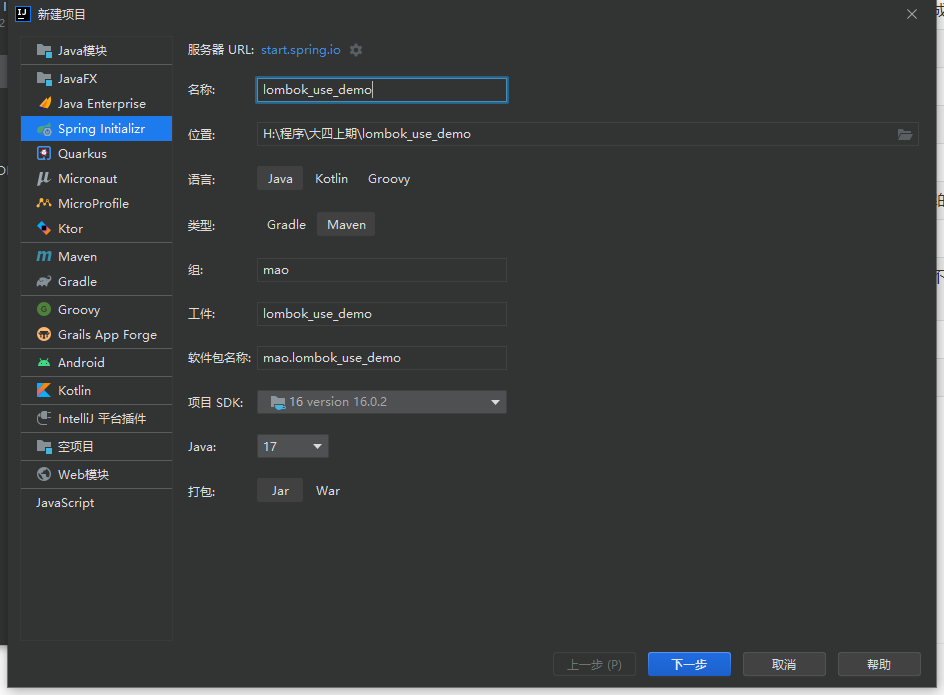 新建项目
Java模块
JavaFX
Java Enterprise
Spring Initializr
Quarkus
Micronaut
MicroProfile
Ktor
Maven
Gradle
Groovy
Grails App Forge
Android
Kotlin
IntelliJ 平台插件
空项目
Web模块
JavaScript
服务器 URL: start.spring.io
名称: lombok_use_demo
位置: H:\程序\大四上期\lombok_use_demo
语言: Java Kotlin Groovy
类型: Gradle Maven
组: mao
工件: lombok_use_demo
软件包名称: mao.lombok_use_demo
项目 SDK: 16 version 16.0.2
Java: 17
打包: Jar War
上一步 (P) 下一步 取消 帮助